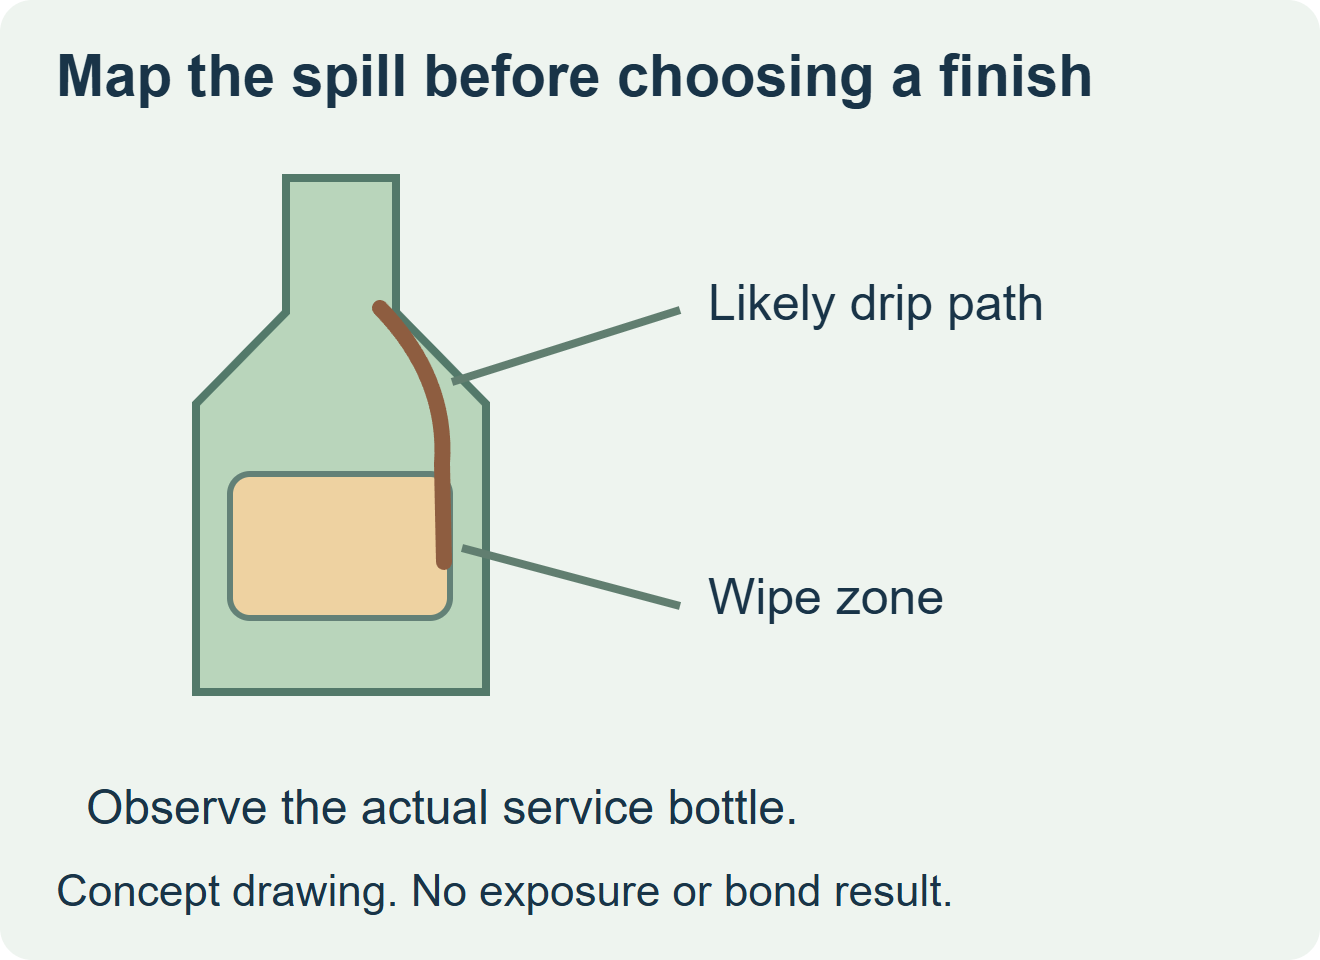 Map the spill before choosing a finish
Likely drip path
Wipe zone
Observe the actual service bottle.
Concept drawing. No exposure or bond result.